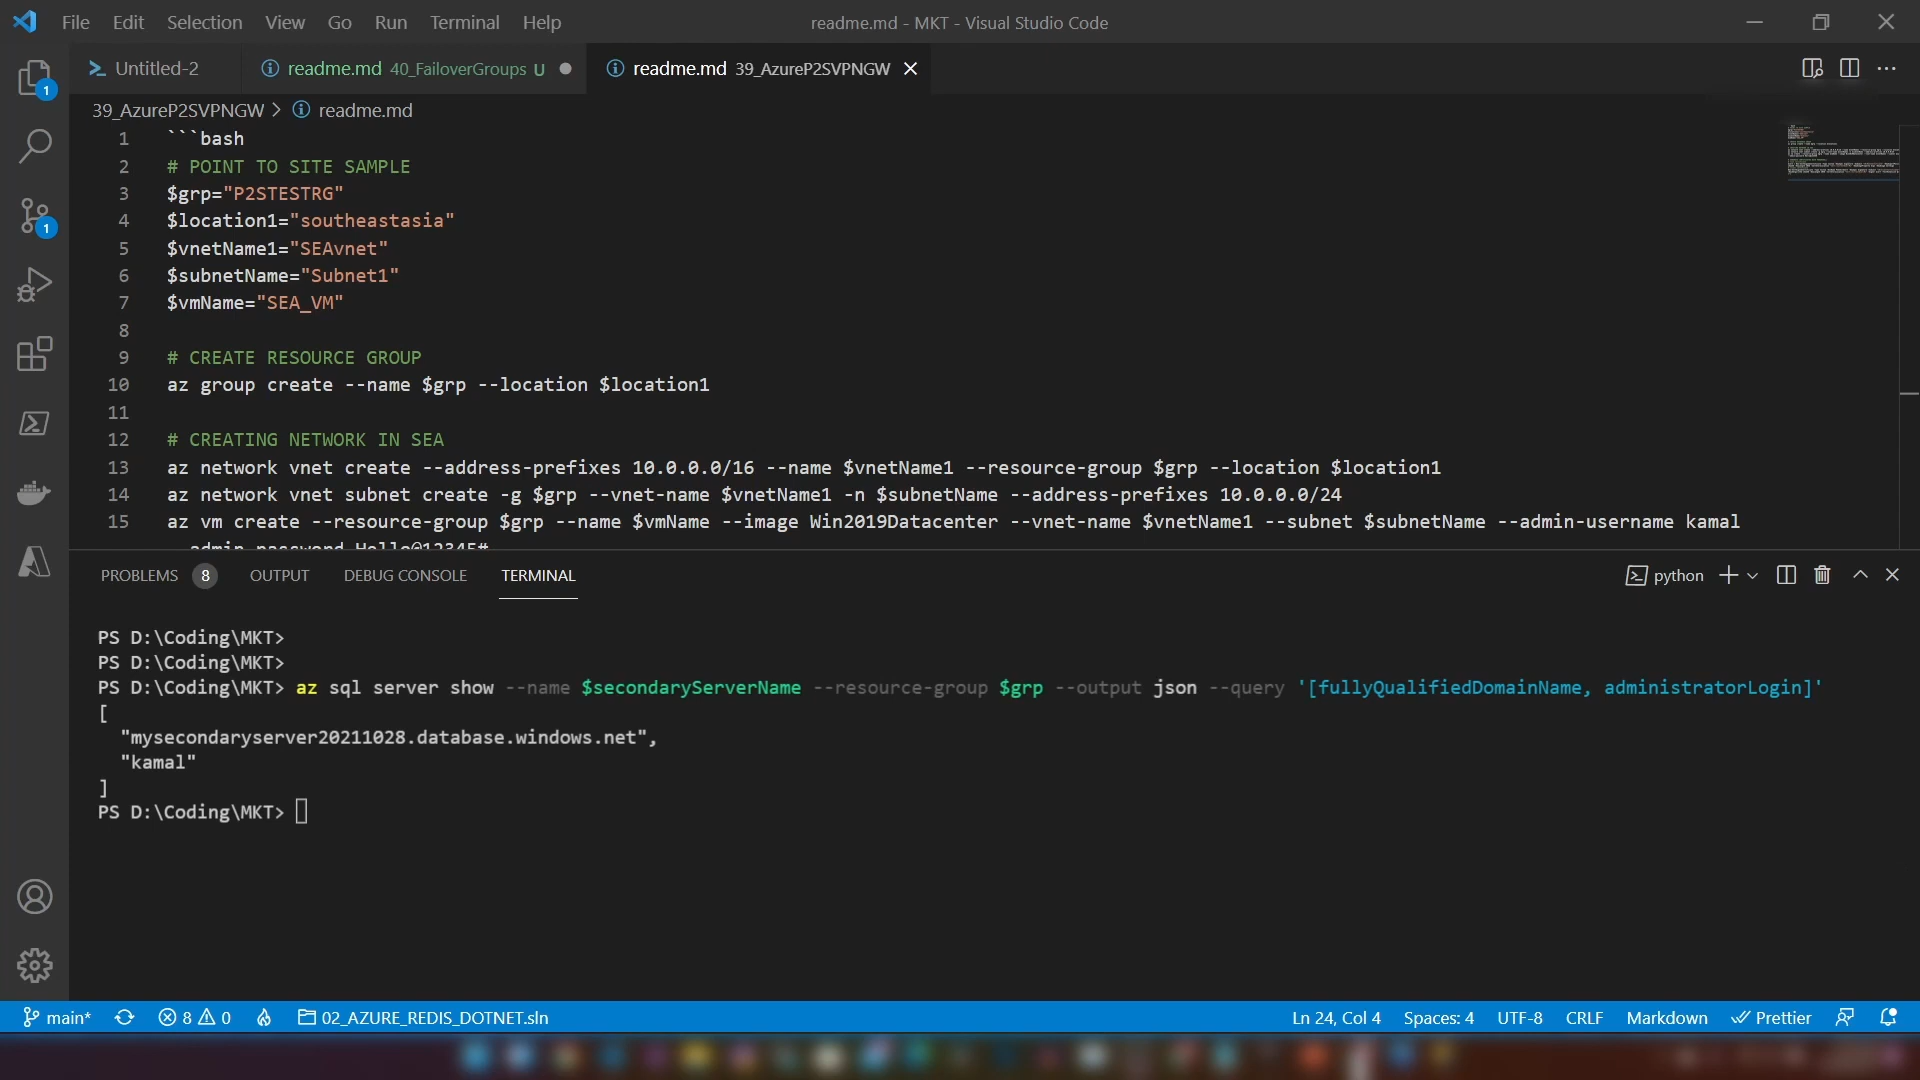 File Edit Selection View Go Run Terminal Help
readme.md - MKT - Visual Studio Code
Untitled-2
readme.md 40_FailoverGroups U
readme.md 39_AzureP2SVPNGW
39_AzureP2SVPNGW > readme.md
1 ```bash
2 # POINT TO SITE SAMPLE
3 $grp="P2STESTRG"
4 $location1="southeastasia"
5 $vnetName1="SEAvnet"
6 $subnetName="Subnet1"
7 $vmName="SEA_VM"
8
9 # CREATE RESOURCE GROUP
10 az group create --name $grp --location $location1
11
12 # CREATING NETWORK IN SEA
13 az network vnet create --address-prefixes 10.0.0.0/16 --name $vnetName1 --resource-group $grp --location $location1
14 az network vnet subnet create -g $grp --vnet-name $vnetName1 -n $subnetName --address-prefixes 10.0.0.0/24
15 az vm create --resource-group $grp --name $vmName --image Win2019Datacenter --vnet-name $vnetName1 --subnet $subnetName --admin-username kamal
admin-password Hello@12345#
PROBLEMS 8 OUTPUT DEBUG CONSOLE TERMINAL
python
PS D:\Coding\MKT>
PS D:\Coding\MKT>
PS D:\Coding\MKT> az sql server show --name $secondaryServerName --resource-group $grp --output json --query '[fullyQualifiedDomainName, administratorLogin]'
[
"mysecondaryserver20211028.database.windows.net",
"kamal"
]
PS D:\Coding\MKT>
1
1
main* 8 0 02_AZURE_REDIS_DOTNET.sln
Ln 24, Col 4 Spaces: 4 UTF-8 CRLF Markdown Prettier